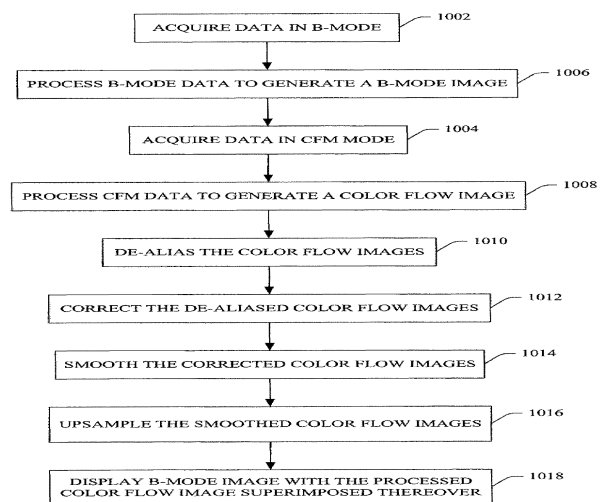 ACQUIRE DATA IN B-MODE
1002
PROCESS B-MODE DATA TO GENERATE A B-MODE IMAGE
1006
ACQUIRE DATA IN CFM MODE
1004
PROCESS CFM DATA TO GENERATE A COLOR FLOW IMAGE
1008
DE-ALIAS THE COLOR FLOW IMAGES
1010
CORRECT THE DE-ALIASED COLOR FLOW IMAGES
1012
SMOOTH THE CORRECTED COLOR FLOW IMAGES
1014
UPSAMPLE THE SMOOTHED COLOR FLOW IMAGES
1016
DISPLAY B-MODE IMAGE WITH THE PROCESSED
COLOR FLOW IMAGE SUPERIMPOSED THEREOVER
1018